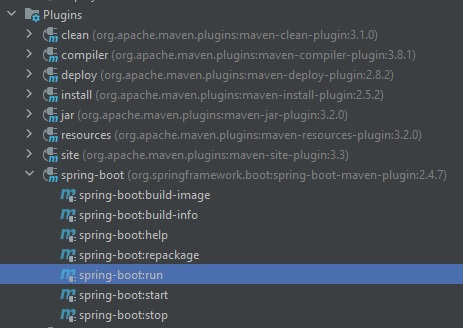 Plugins
clean (org.apache.maven.plugins:maven-clean-plugin:3.1.0)
compiler (org.apache.maven.plugins:maven-compiler-plugin:3.8.1)
deploy (org.apache.maven.plugins:maven-deploy-plugin:2.8.2)
install (org.apache.maven.plugins:maven-install-plugin:2.5.2)
jar (org.apache.maven.plugins:maven-jar-plugin:3.2.0)
resources (org.apache.maven.plugins:maven-resources-plugin:3.2.0)
site (org.apache.maven.plugins:maven-site-plugin:3.3)
spring-boot (org.springframework.boot:spring-boot-maven-plugin:2.4.7)
spring-boot:build-image
spring-boot:build-info
spring-boot:help
spring-boot:repackage
spring-boot:run
spring-boot:start
spring-boot:stop